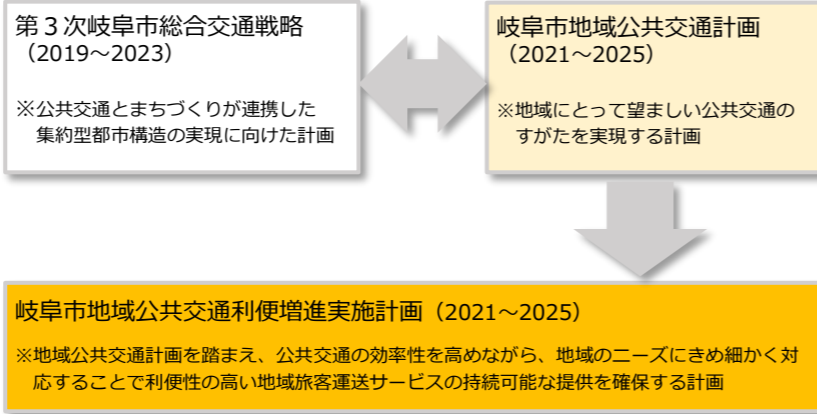 第３次岐阜市総合交通戦略
（2019～2023）
※公共交通とまちづくりが連携した
集約型都市構造の実現に向けた計画
岐阜市地域公共交通計画
（2021～2025）
※地域にとって望ましい公共交通の
すがたを実現する計画
岐阜市地域公共交通利便増進実施計画（2021～2025）
※地域公共交通計画を踏まえ、公共交通の効率性を高めながら、地域のニーズにきめ細かく対
応することで利便性の高い地域旅客運送サービスの持続可能な提供を確保する計画